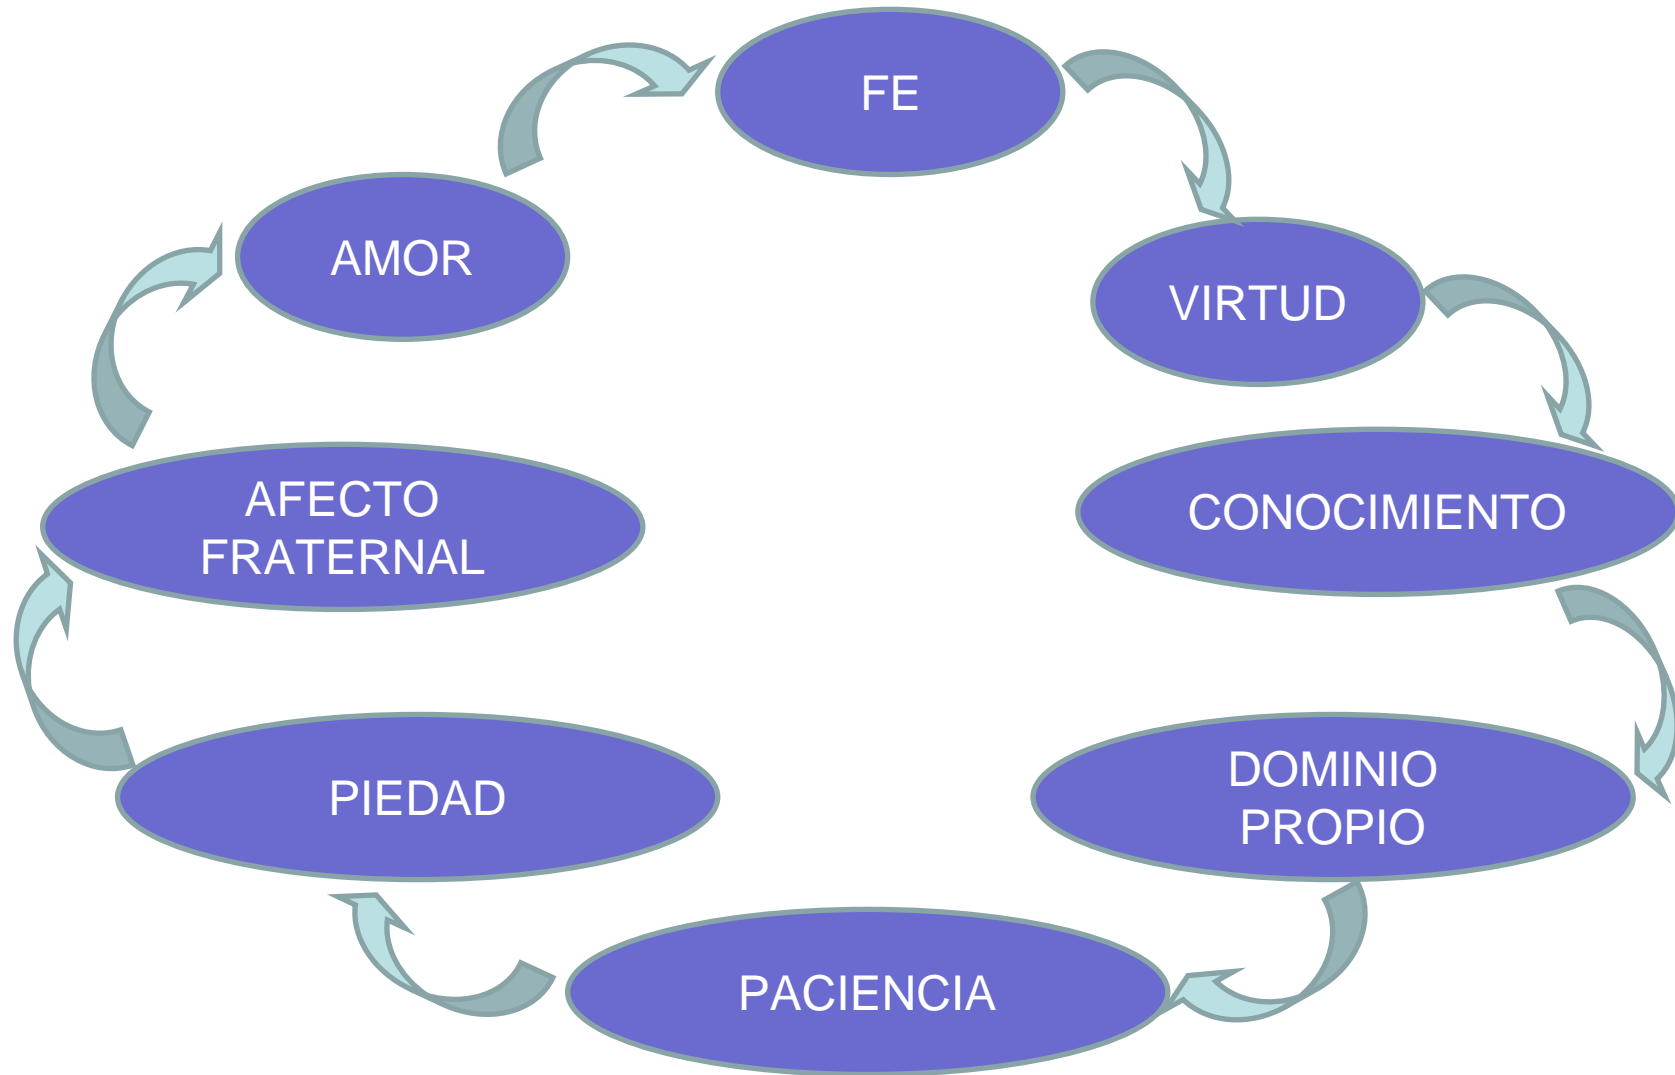 FE
VIRTUD
CONOCIMIENTO
DOMINIO
PROPIO
PACIENCIA
PIEDAD
AFECTO
FRATERNAL
AMOR